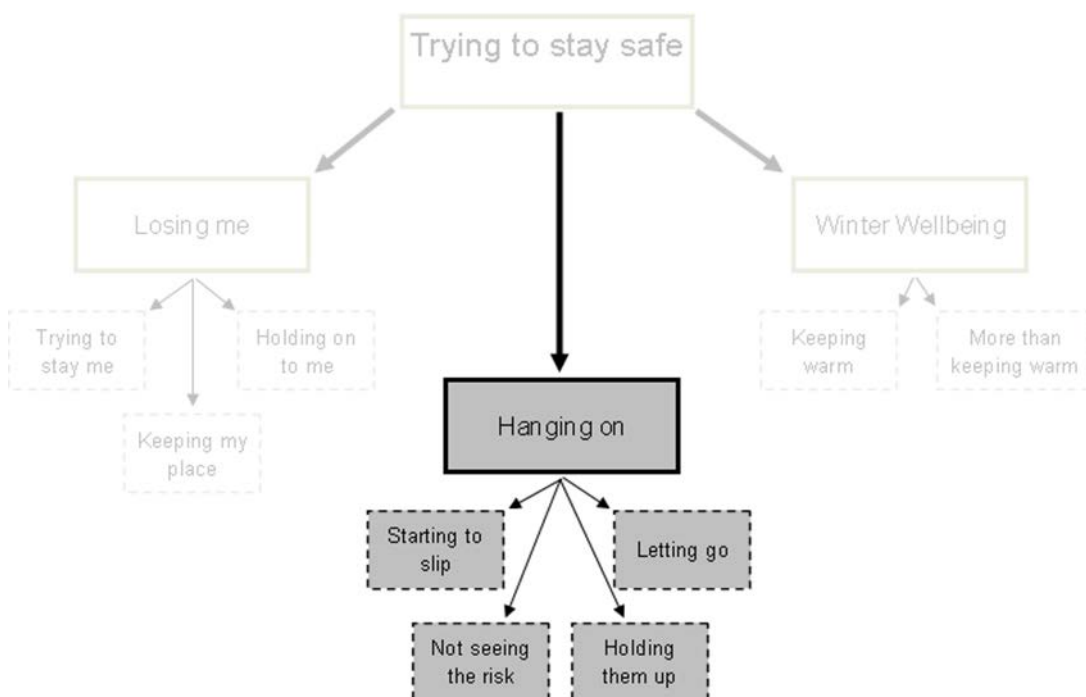 Trying to stay safe
Losing me
Winter Wellbeing
Trying to
stay me
Holding on
to me
Keeping my
place
Keeping
warm
More than
keeping warm
Hanging on
Starting to
slip
Letting go
Not seeing
the risk
Holding
them up